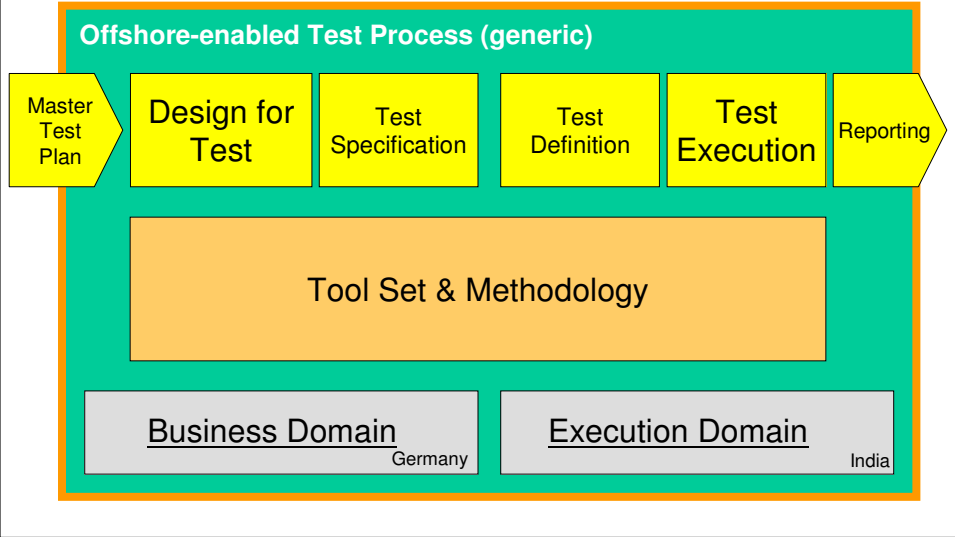 Offshore-enabled Test Process (generic)
Master
Test
Plan
Design for
Test
Test
Specification
Test
Definition
Test
Execution
Reporting
Tool Set & Methodology
Business Domain
Germany
Execution Domain
India